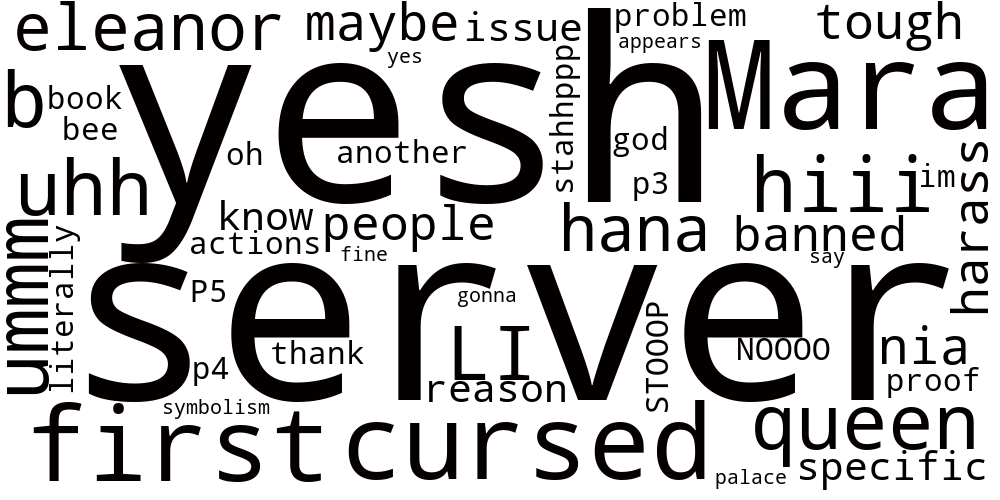 eleanor
maybe
issue
problem
tough
appears
yes
yesh
Mara
b
book
bee
stahhppp
god
oh
another
p3
uhh
hiii
im
harass
know
people
hana
banned
actions
fine
say
ummm
literally
server
P5
gonna
LI
STOOOP
NOOOO
nia
thank
p4
reason
proof
symbolism
first
cursed
queen
specific
palace